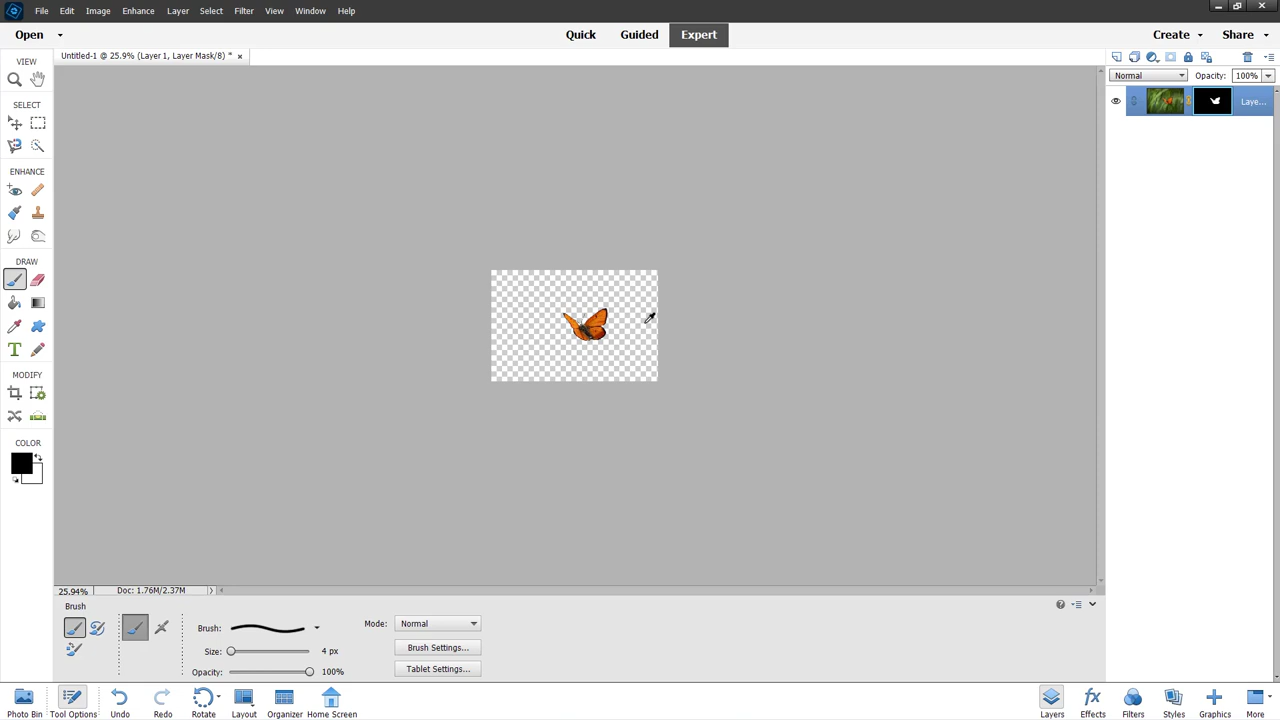 File Edit Image Enhance Layer Select Filter View Window Help
Open Quick Guided Expert Create Share
Untitled-1 @ 25.9% (Layer 1, Layer Mask/8) * ×
VIEW
SELECT
ENHANCE
DRAW
T
MODIFY
COLOR
Normal Opacity: 100%
Laye...
25.94% Doc: 1.76M/2.37M
Brush
Brush:
Size: 4 px
Opacity: 100%
Mode: Normal
Brush Settings...
Tablet Settings...
Photo Bin Tool Options Undo Redo Rotate Layout Organizer Home Screen Layers Effects Filters Styles Graphics More